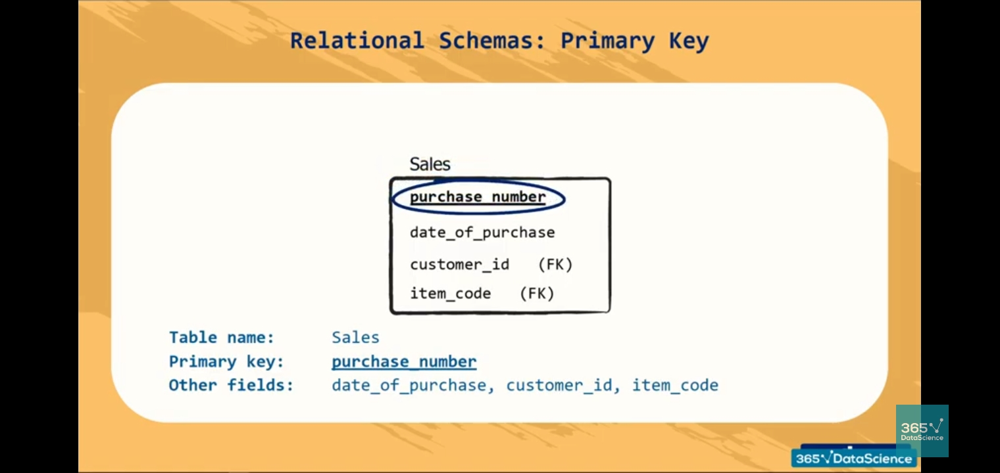 Relational Schemas: Primary Key
Sales
purchase_number
date_of_purchase
customer_id (FK)
item_code (FK)
Table name: Sales
Primary key: purchase_number
Other fields: date_of_purchase, customer_id, item_code
365 DataScience
365 DataScience